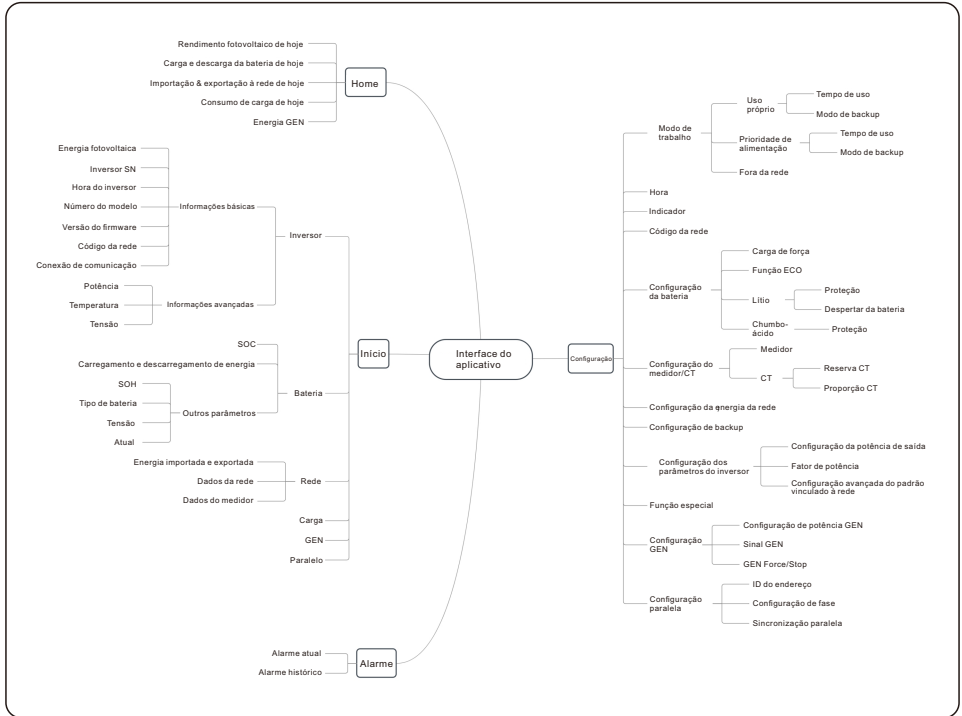 Rendimento fotovoltaico de hoje
Carga e descarga da bateria de hoje
Importação & exportação à rede de hoje
Consumo de carga de hoje
Energia GEN
Home
Energia fotovoltaica
Inversor SN
Hora do inversor
Número do modelo
Versão do firmware
Código da rede
Conexão de comunicação
Informações básicas
Potência
Temperatura
Tensão
Informações avançadas
Inversor
SOC
Carregamento e descarregamento de energia
SOH
Tipo de bateria
Tensão
Atual
Outros parâmetros
Bateria
Energia importada e exportada
Dados da rede
Dados do medidor
Rede
Carga
GEN
Paralelo
Início
Alarme atual
Alarme histórico
Alarme
Interface do
aplicativo
Configuração
Modo de
trabalho
Uso
próprio
Tempo de uso
Modo de backup
Prioridade de
alimentação
Tempo de uso
Modo de backup
Fora da rede
Hora
Indicador
Código da rede
Configuração
da bateria
Carga de força
Função ECO
Lítio
Proteção
Despertar da bateria
Chumbo-
ácido
Proteção
Configuração do
medidor/CT
Medidor
CT
Reserva CT
Proporção CT
Configuração da energia da rede
Configuração de backup
Configuração dos
parâmetros do inversor
Configuração da potência de saída
Fator de potência
Configuração avançada do padrão
vinculado à rede
Função especial
Configuração
GEN
Configuração de potência GEN
Sinal GEN
GEN Force/Stop
Configuração
paralela
ID do endereço
Configuração de fase
Sincronização paralela